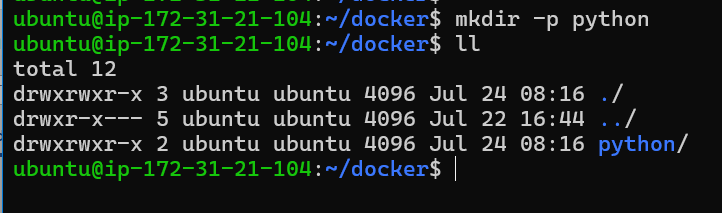 ubuntu@ip-172-31-21-104:~/docker$ mkdir -p python
ubuntu@ip-172-31-21-104:~/docker$ ll
total 12
drwxrwxr-x 3 ubuntu ubuntu 4096 Jul 24 08:16 ./
drwxr-x--- 5 ubuntu ubuntu 4096 Jul 22 16:44 ../
drwxrwxr-x 2 ubuntu ubuntu 4096 Jul 24 08:16 python/
ubuntu@ip-172-31-21-104:~/docker$